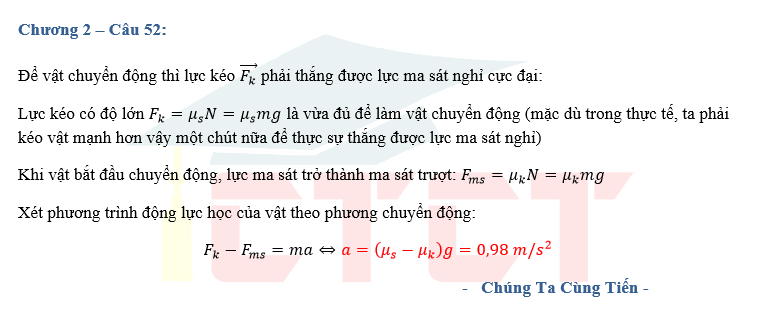 Chương 2 – Câu 52:
Để vật chuyển động thì lực kéo $\overrightarrow{F_k}$ phải thắng được lực ma sát nghỉ cực đại:
Lực kéo có độ lớn $F_k = \mu_s N = \mu_s mg$ là vừa đủ để làm vật chuyển động (mặc dù trong thực tế, ta phải
kéo vật mạnh hơn vậy một chút nữa để thực sự thắng được lực ma sát nghỉ)
Khi vật bắt đầu chuyển động, lực ma sát trở thành ma sát trượt: $F_{ms} = \mu_k N = \mu_k mg$
Xét phương trình động lực học của vật theo phương chuyển động:
$F_k - F_{ms} = ma \Leftrightarrow a = (\mu_s - \mu_k)g = 0,98 \; m/s^2$
- Chúng Ta Cùng Tiến -
CTCT